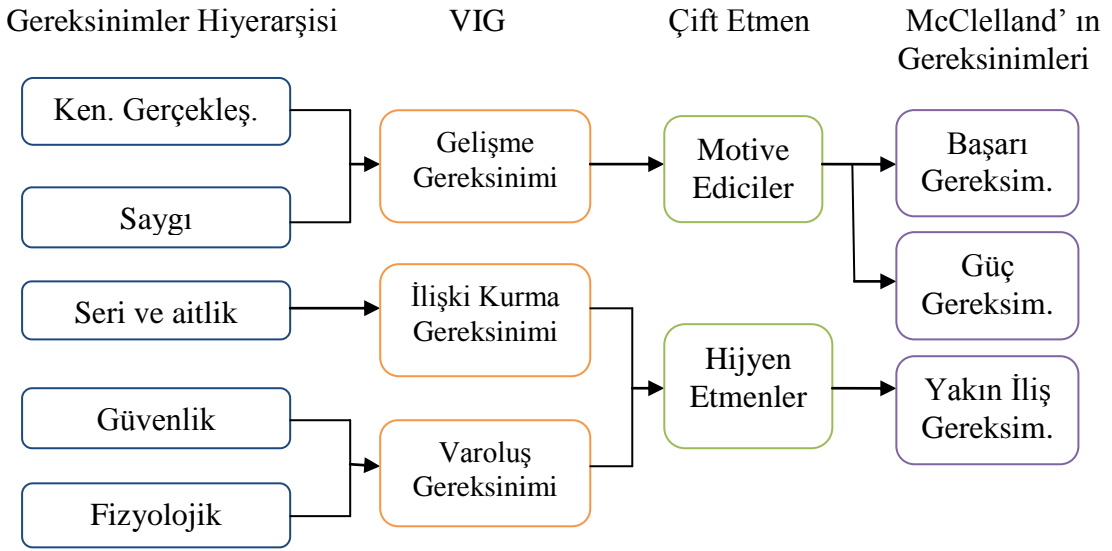 Gereksinimler Hiyerarşisi
VIG
Çift Etmen
McClelland' ın
Gereksinimleri
Ken. Gerçekleş.
Saygı
Seri ve aitlik
Güvenlik
Fizyolojik
Gelişme
Gereksinimi
İlişki Kurma
Gereksinimi
Varoluş
Gereksinimi
Motive
Ediciler
Hijyen
Etmenler
Başarı
Gereksim.
Güç
Gereksim.
Yakın İliş
Gereksim.